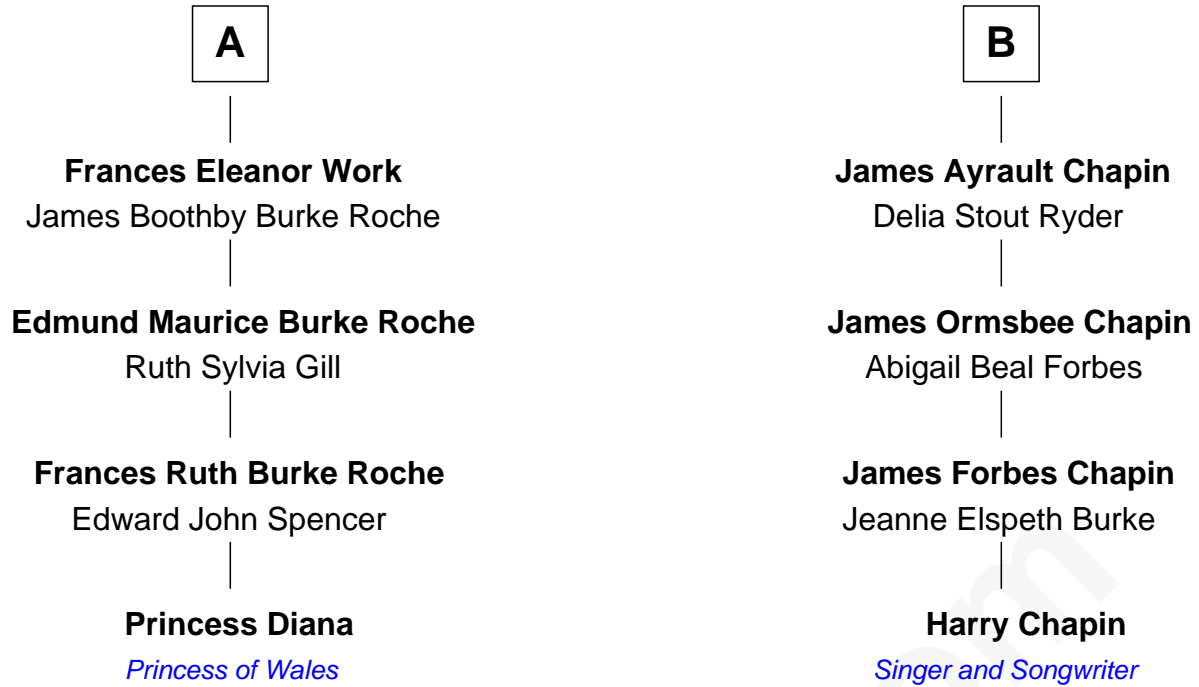 A
Frances Eleanor Work
James Boothby Burke Roche
Edmund Maurice Burke Roche
Ruth Sylvia Gill
Frances Ruth Burke Roche
Edward John Spencer
Princess Diana
Princess of Wales
B
James Ayrault Chapin
Delia Stout Ryder
James Ormsbee Chapin
Abigail Beal Forbes
James Forbes Chapin
Jeanne Elspeth Burke
Harry Chapin
Singer and Songwriter